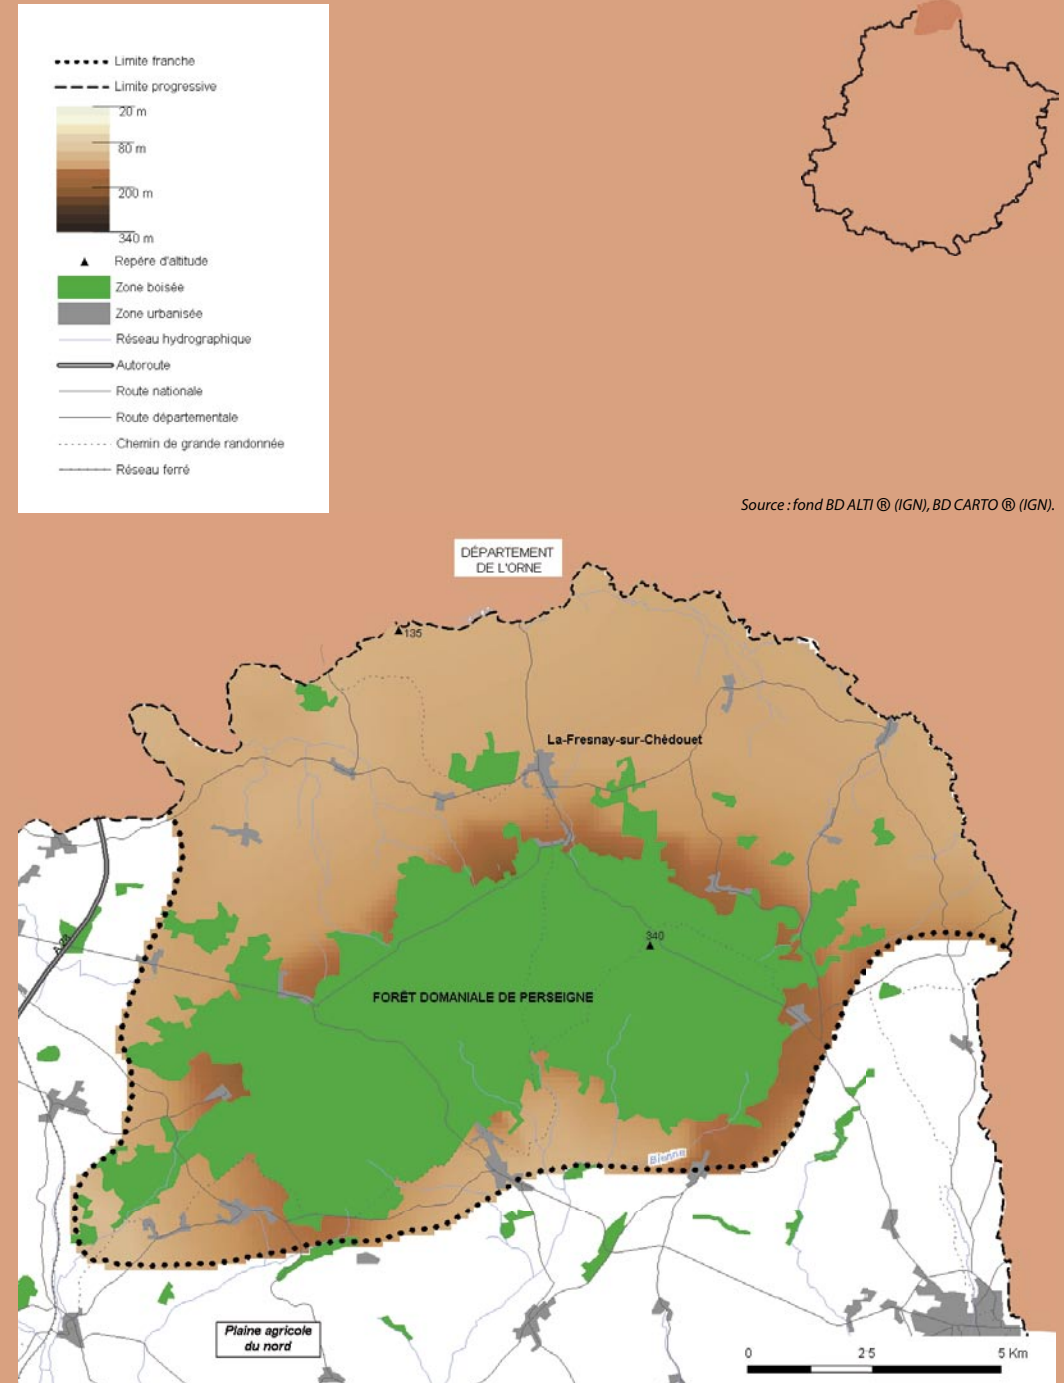 Limite franche
Limite progressive
20 m
80 m
200 m
340 m
Repère d'altitude
Zone boisée
Zone urbanisée
Réseau hydrographique
Autoroute
Route nationale
Route départementale
Chemin de grande randonnée
Réseau ferré
Source : fond BD ALTI ® (IGN), BD CARTO ® (IGN).
DÉPARTEMENT
DE L'ORNE
135
La-Fresnay-sur-Chédouet
340
A 28
FORÊT DOMANIALE DE PERSEIGNE
Bienne
Plaine agricole
du nord
0 2·5 5 Km